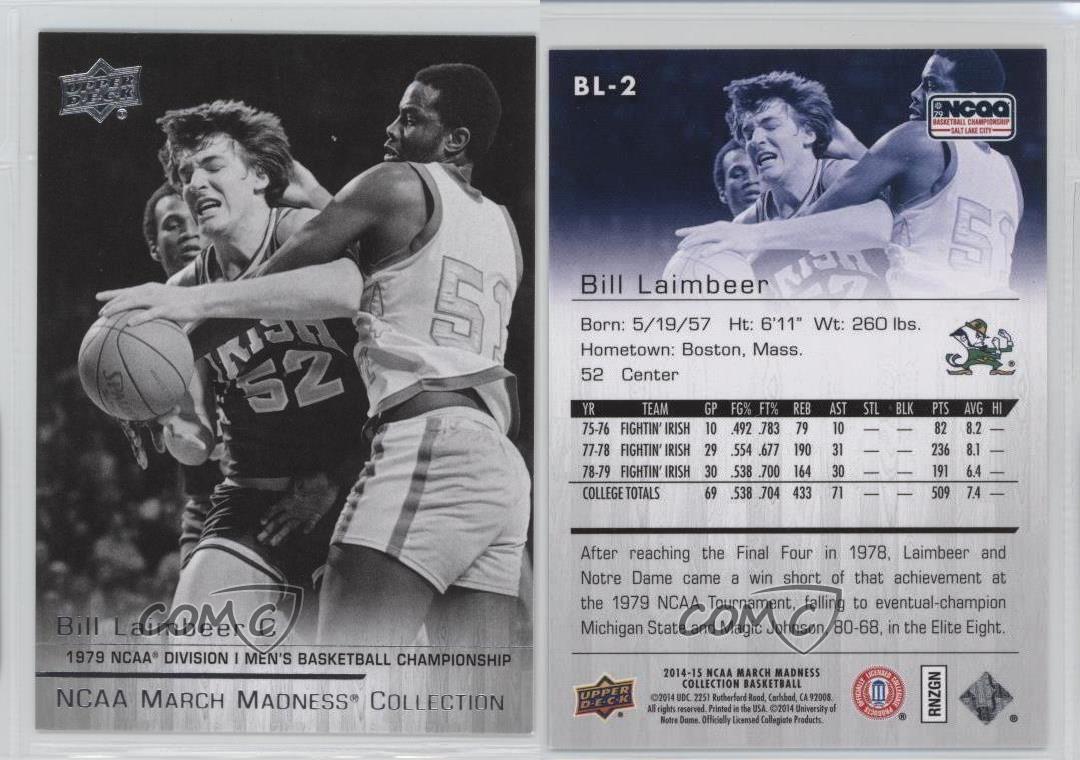 UPPER
DECK
IRISH
52
51
COMC
Bill Laimbeer C
1979 NCAA® DIVISION I MEN'S BASKETBALL CHAMPIONSHIP
NCAA MARCH MADNESS® COLLECTION
BL-2
79 NCAA
BASKETBALL CHAMPIONSHIP
SALT LAKE CITY
Bill Laimbeer
Born: 5/19/57 Ht: 6'11" Wt: 260 lbs.
Hometown: Boston, Mass.
52 Center
YR TEAM GP FG% FT% REB AST STL BLK PTS AVG HI
75-76 FIGHTIN' IRISH 10 .492 .783 79 10 — — 82 8.2 —
77-78 FIGHTIN' IRISH 29 .554 .677 190 31 — — 236 8.1 —
78-79 FIGHTIN' IRISH 30 .538 .700 164 30 — — 191 6.4 —
COLLEGE TOTALS 69 .538 .704 433 71 — — 509 7.4 —
After reaching the Final Four in 1978, Laimbeer and
Notre Dame came a win short of that achievement at
the 1979 NCAA Tournament, falling to eventual-champion
Michigan State and Magic Johnson, 80-68, in the Elite Eight.
COMC
UPPER
DECK
2014-15 NCAA MARCH MADNESS
COLLECTION BASKETBALL
©2014 UDC. 2251 Rutherford Road, Carlsbad, CA 92008.
All rights reserved. Printed in the USA. ©2014 University of
Notre Dame. Officially Licensed Collegiate Products.
OFFICIALLY LICENSED COLLEGIATE PRODUCTS
RNZGN